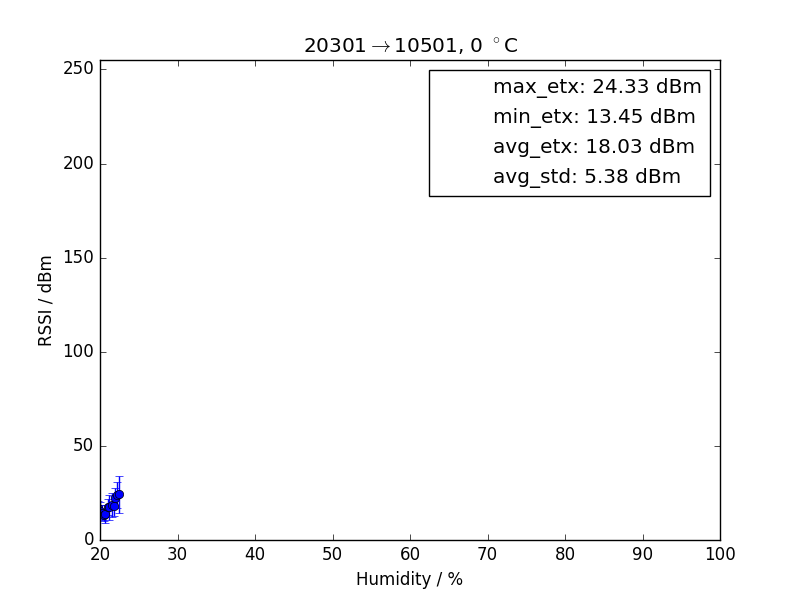 20301→10501, 0 °C
max_etx: 24.33 dBm
min_etx: 13.45 dBm
avg_etx: 18.03 dBm
avg_std: 5.38 dBm
250
200
150
100
50
0
RSSI / dBm
20 30 40 50 60 70 80 90 100
Humidity / %